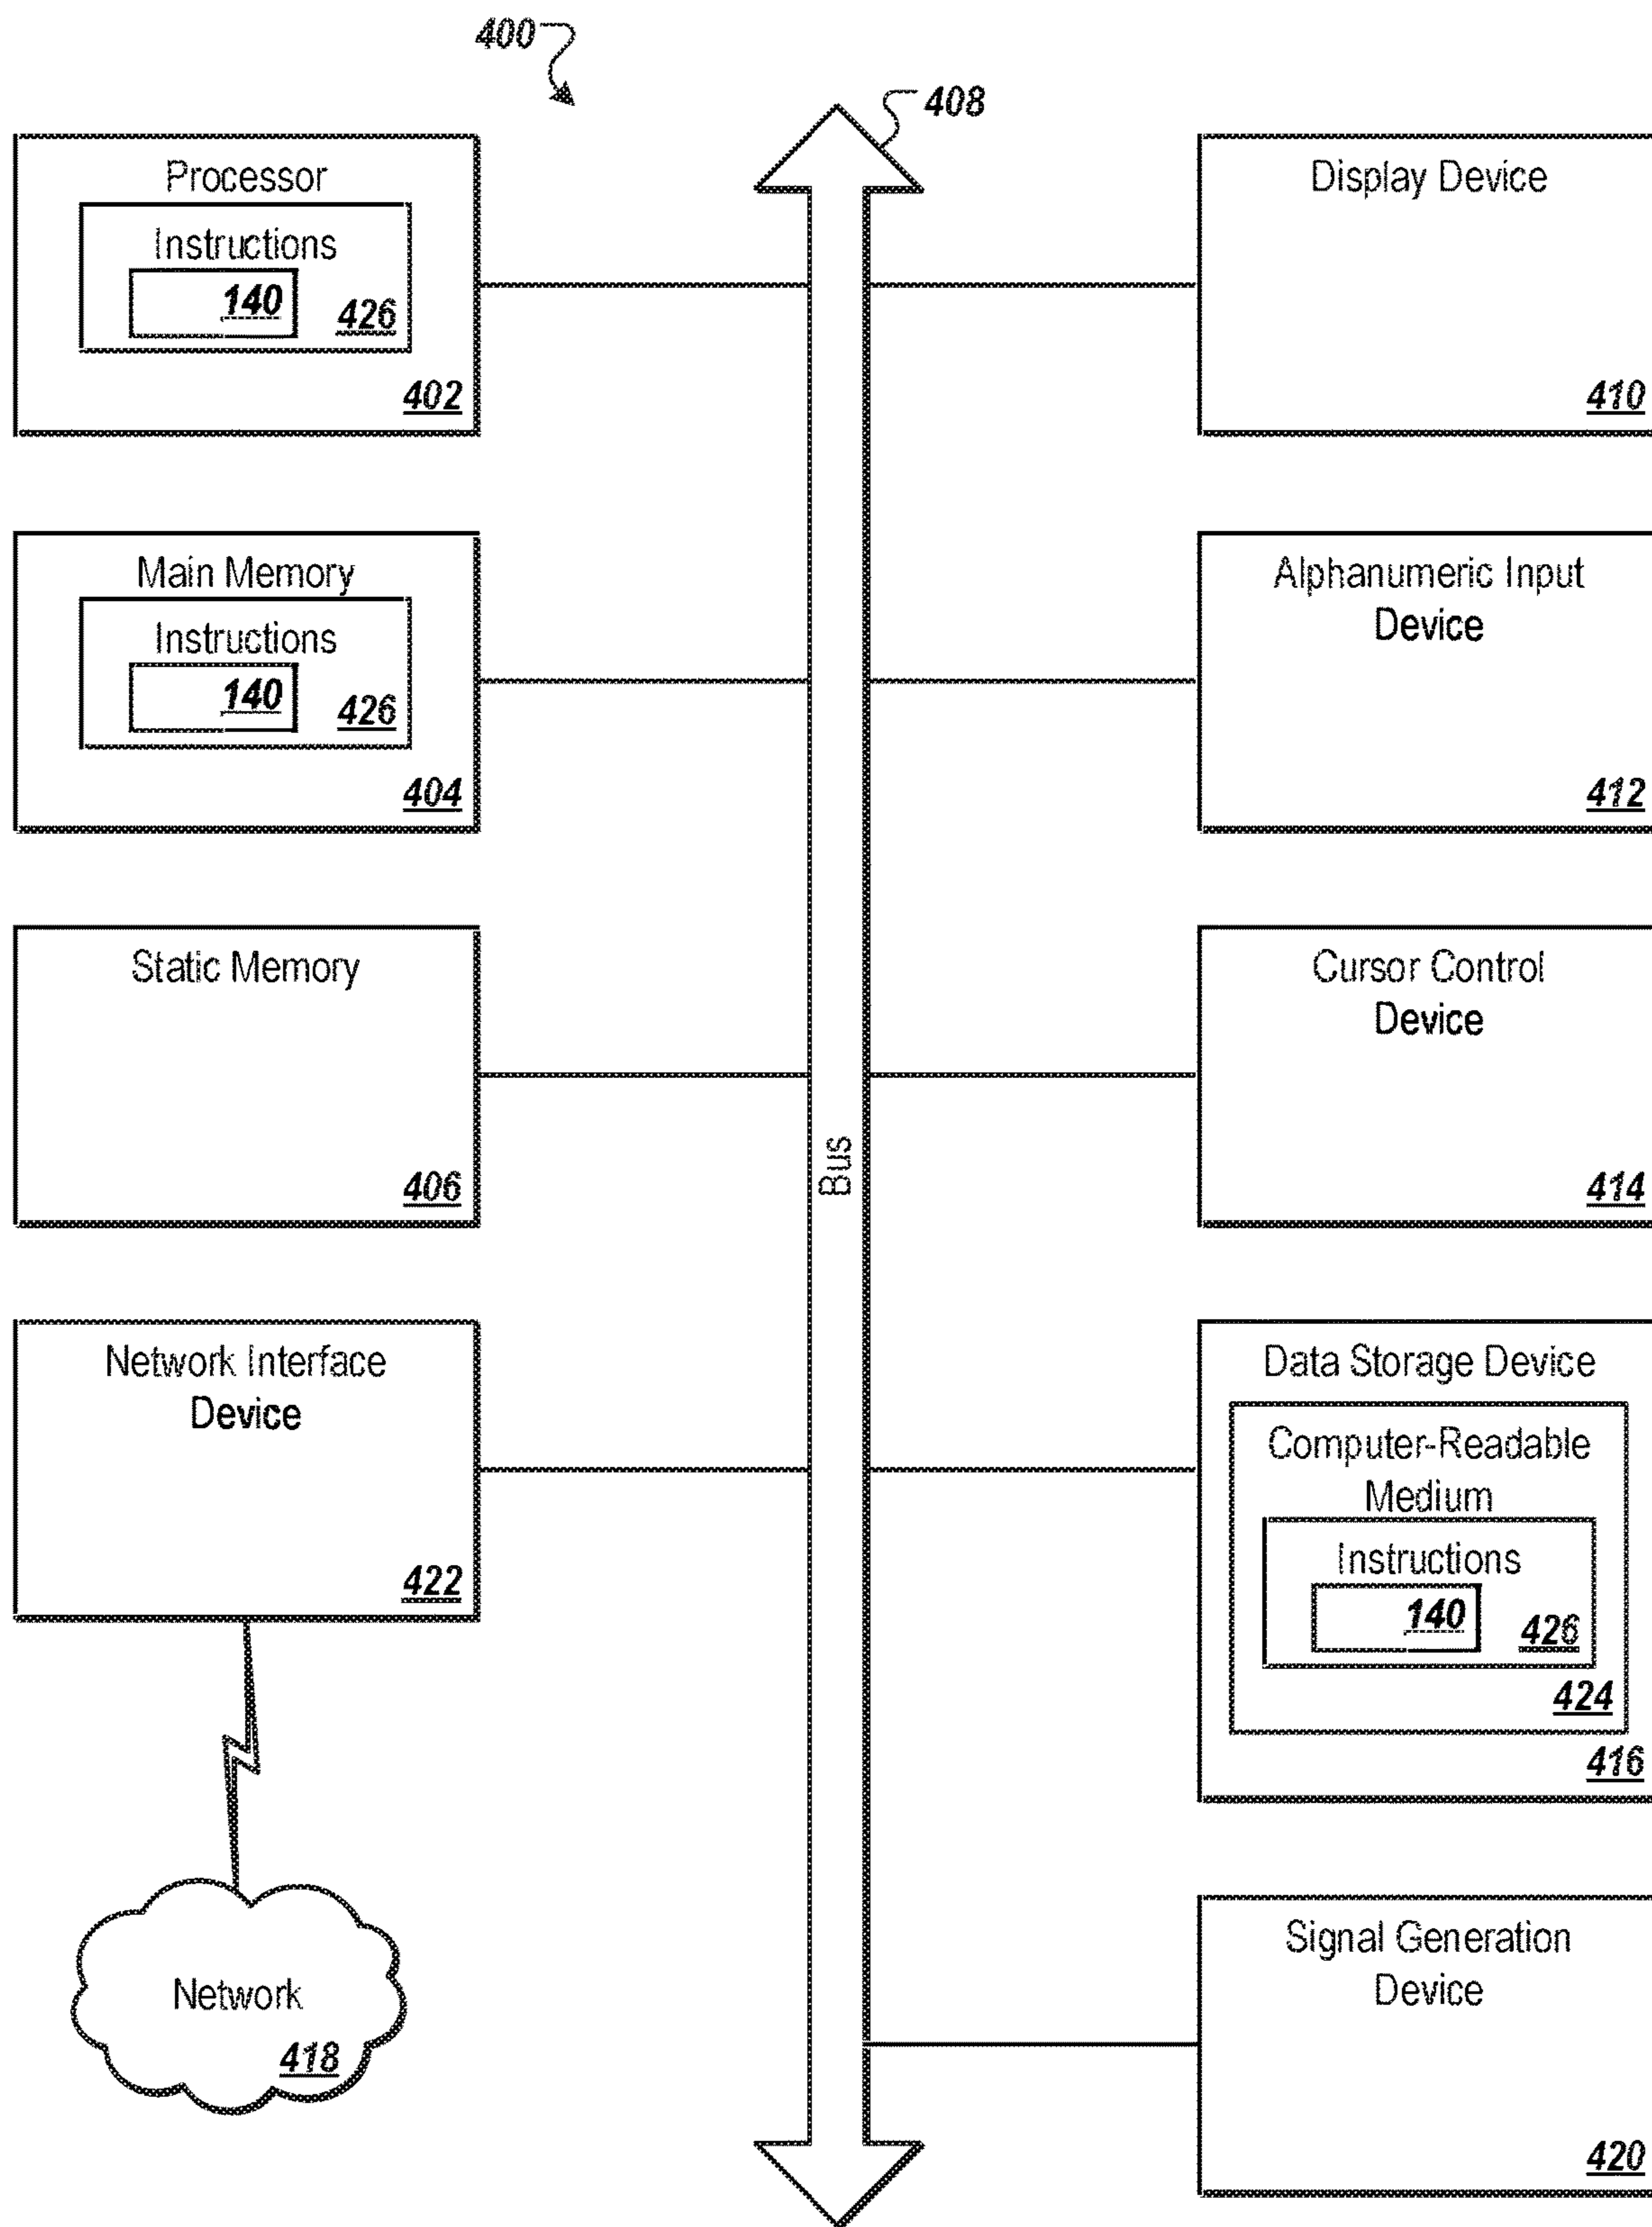 400
408
Processor
Instructions
140
426
402
Display Device
410
Main Memory
Instructions
140
426
404
Alphanumeric Input
Device
412
Static Memory
406
Cursor Control
Device
414
Bus
Network Interface
Device
422
Data Storage Device
Computer-Readable
Medium
Instructions
140
426
424
416
Network
418
Signal Generation
Device
420